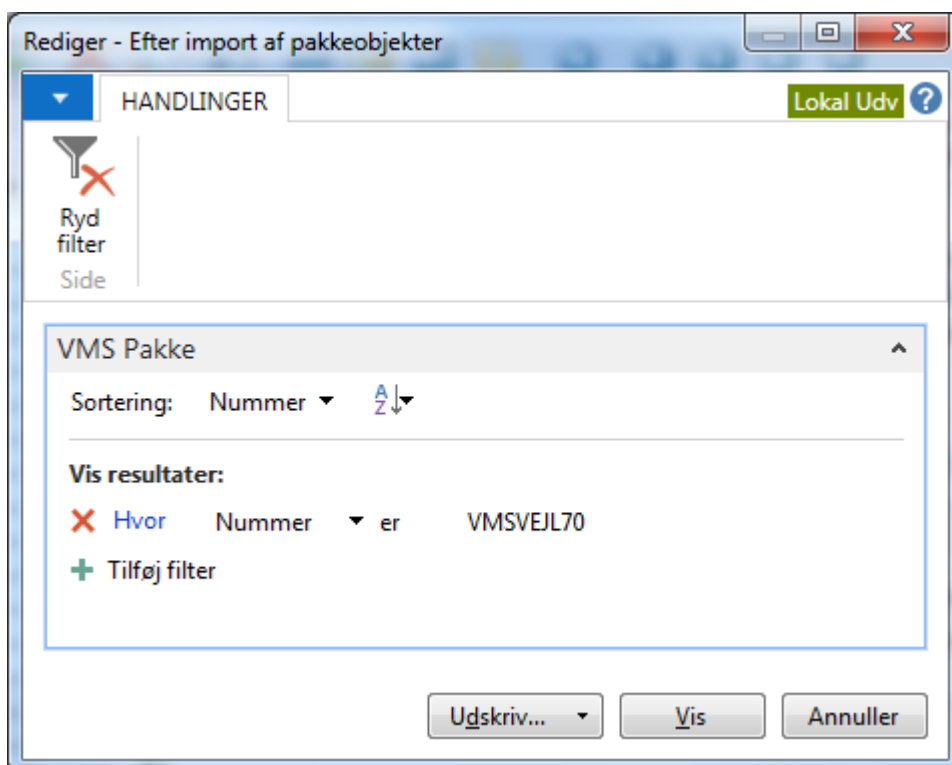 Rediger - Efter import af pakkeobjekter
HANDLINGER
Lokal Udv
Ryd
filter
Side
VMS Pakke
Sortering: Nummer
Vis resultater:
Hvor Nummer er VMSVEJL70
Tilføj filter
Udskriv... Vis Annuller